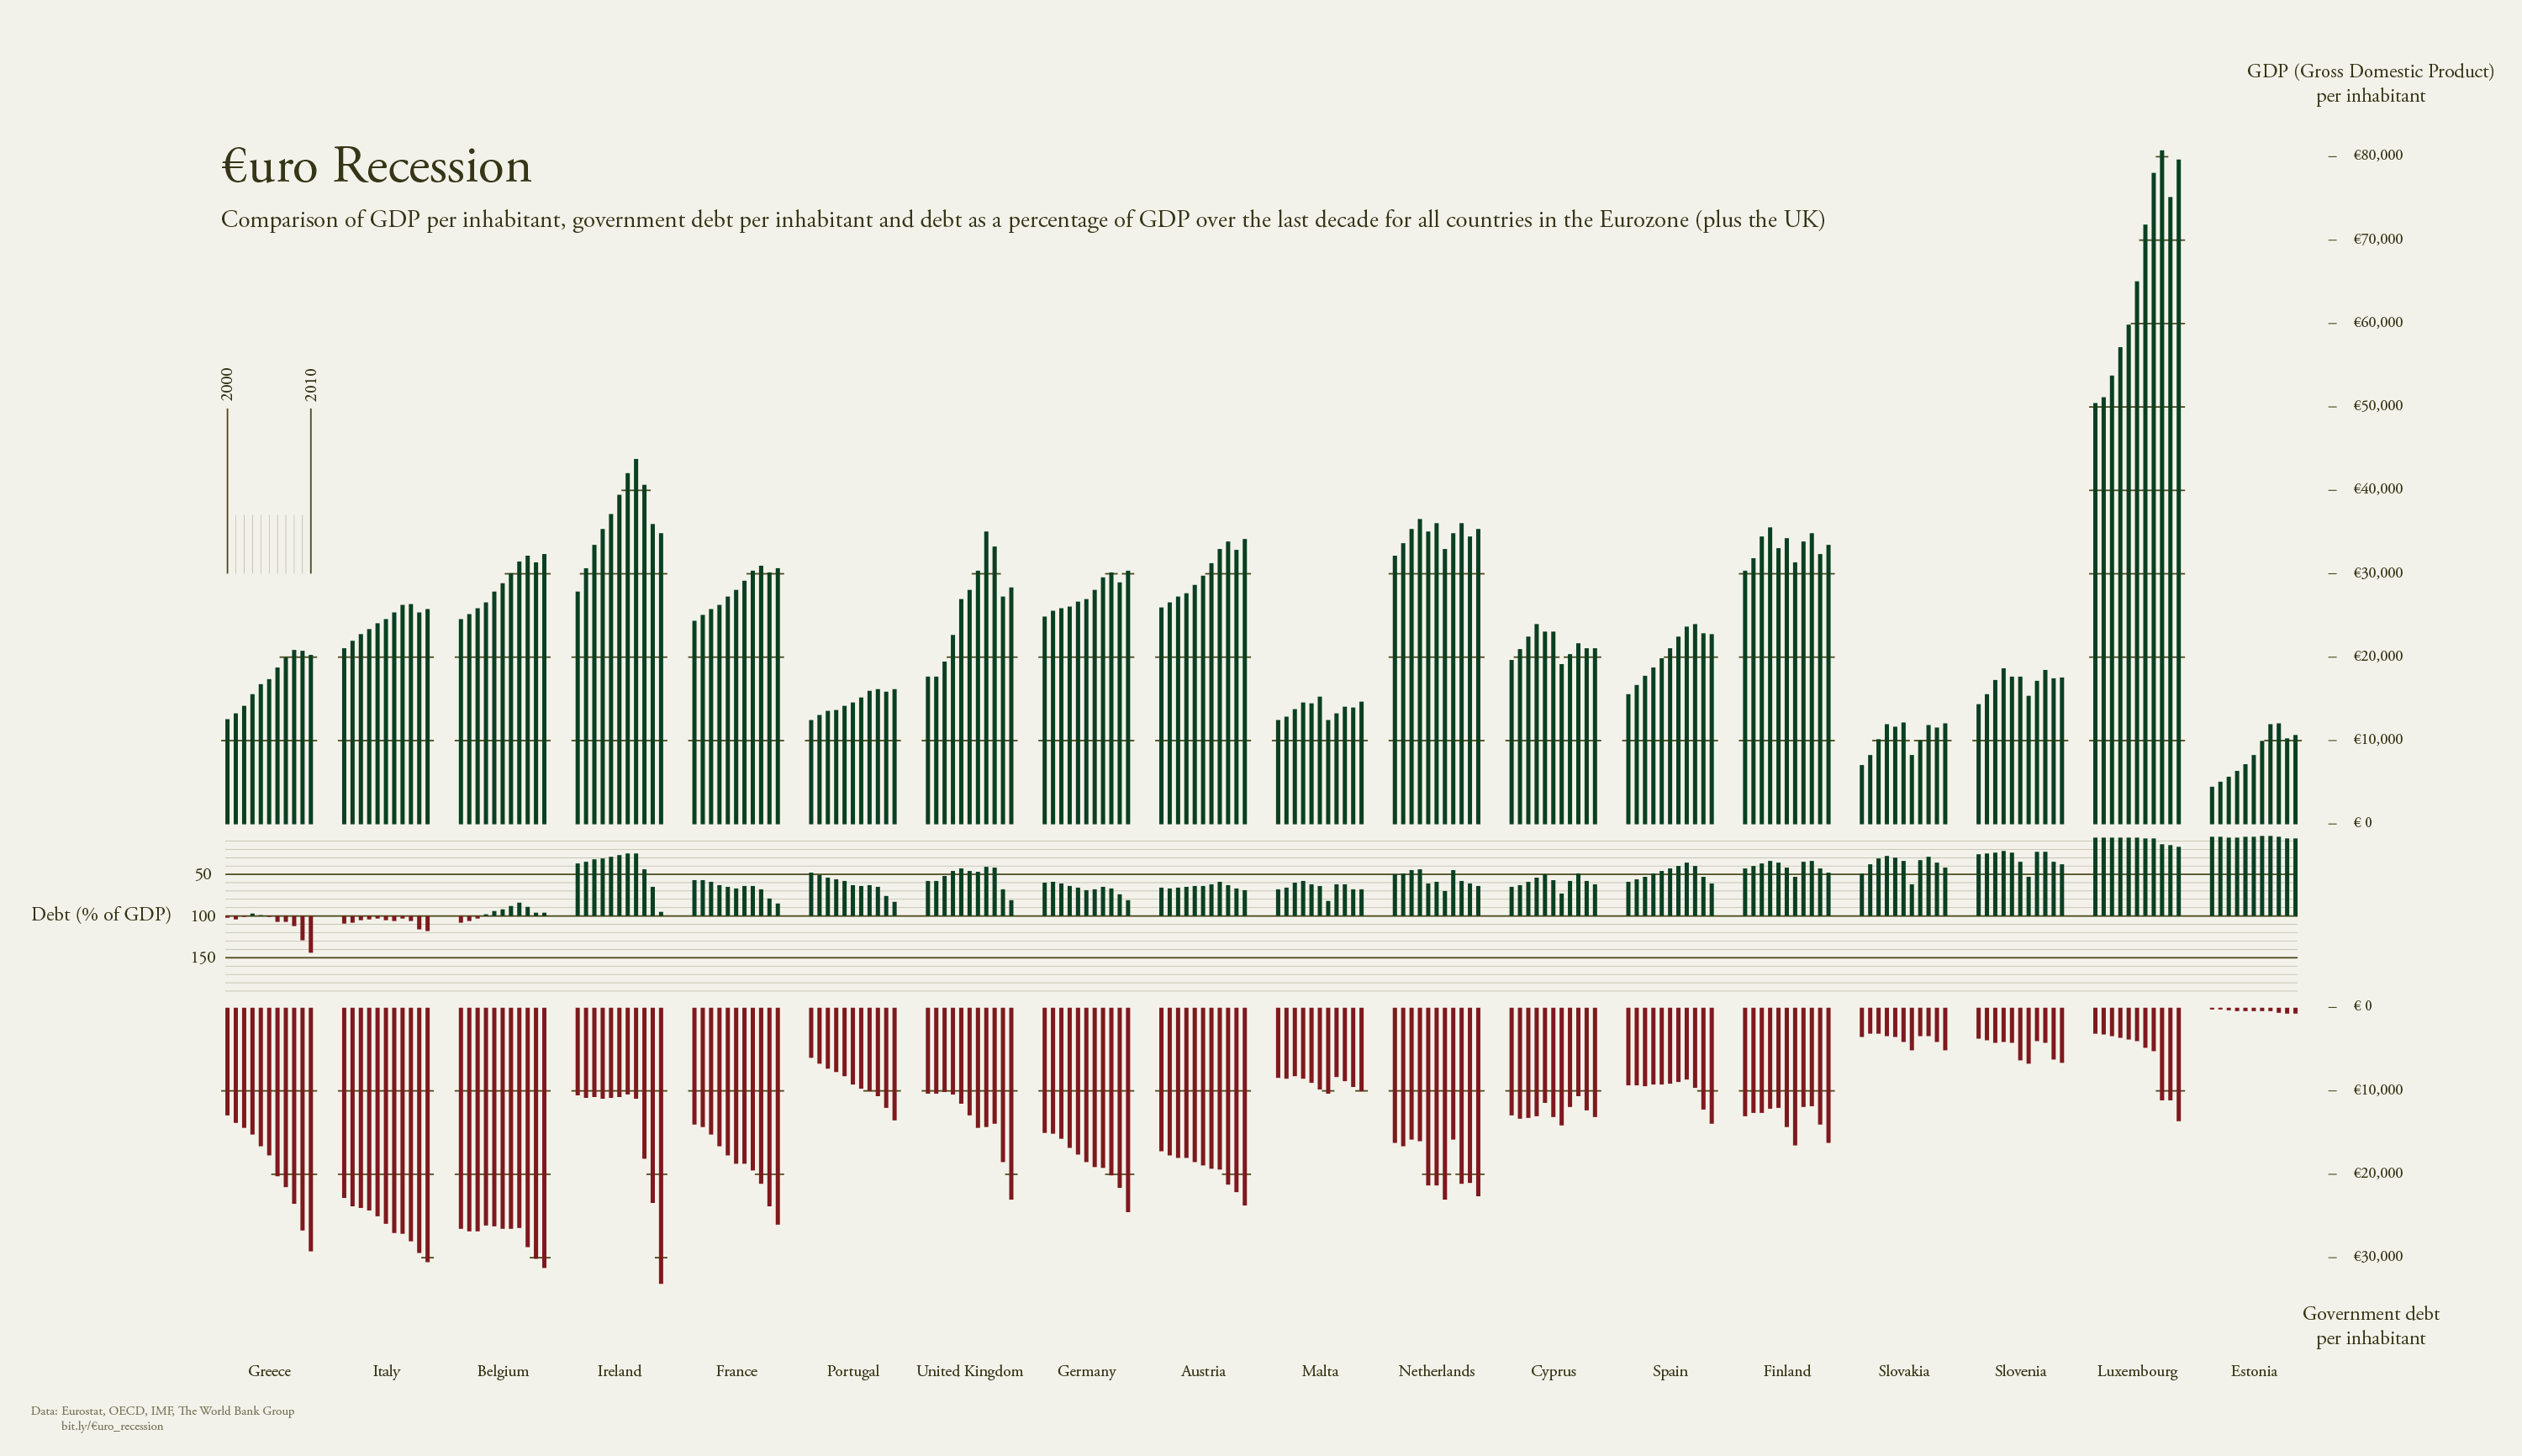 GDP (Gross Domestic Product)
per inhabitant
€uro Recession
Comparison of GDP per inhabitant, government debt per inhabitant and debt as a percentage of GDP over the last decade for all countries in the Eurozone (plus the UK)
€80,000
€70,000
€60,000
€50,000
€40,000
€30,000
€20,000
€10,000
€ 0
2000
2010
50
Debt (% of GDP)
100
150
€ 0
€10,000
€20,000
€30,000
Government debt
per inhabitant
Greece
Italy
Belgium
Ireland
France
Portugal
United Kingdom
Germany
Austria
Malta
Netherlands
Cyprus
Spain
Finland
Slovakia
Slovenia
Luxembourg
Estonia
Data: Eurostat, OECD, IMF, The World Bank Group
bit.ly/€uro_recession